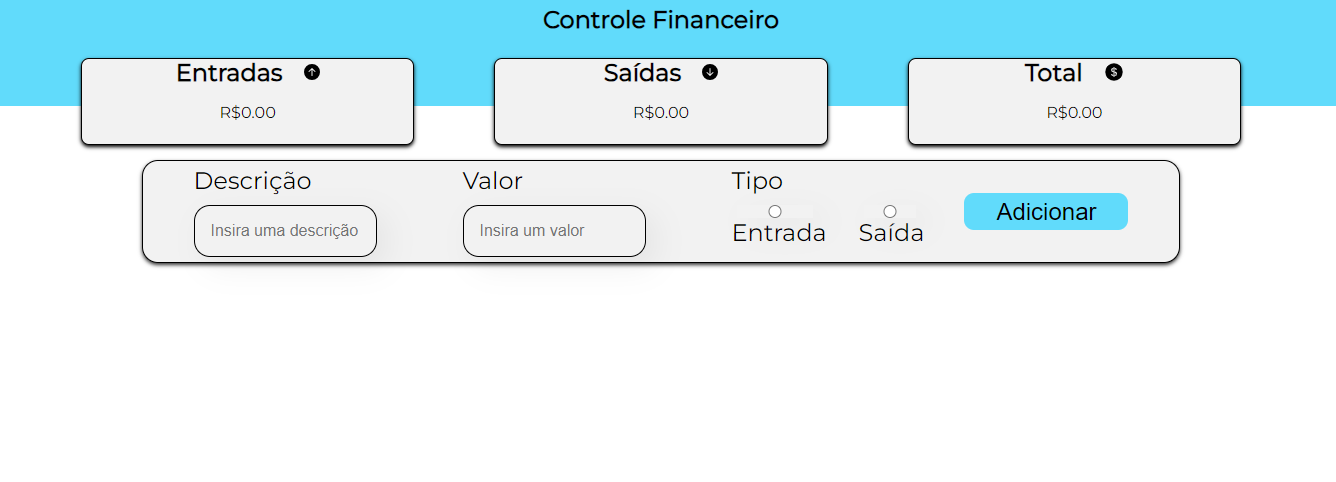 Controle Financeiro
Entradas
Saídas
Total
R$0.00
R$0.00
R$0.00
Descrição
Valor
Tipo
Insira uma descrição
Insira um valor
Entrada
Saída
Adicionar